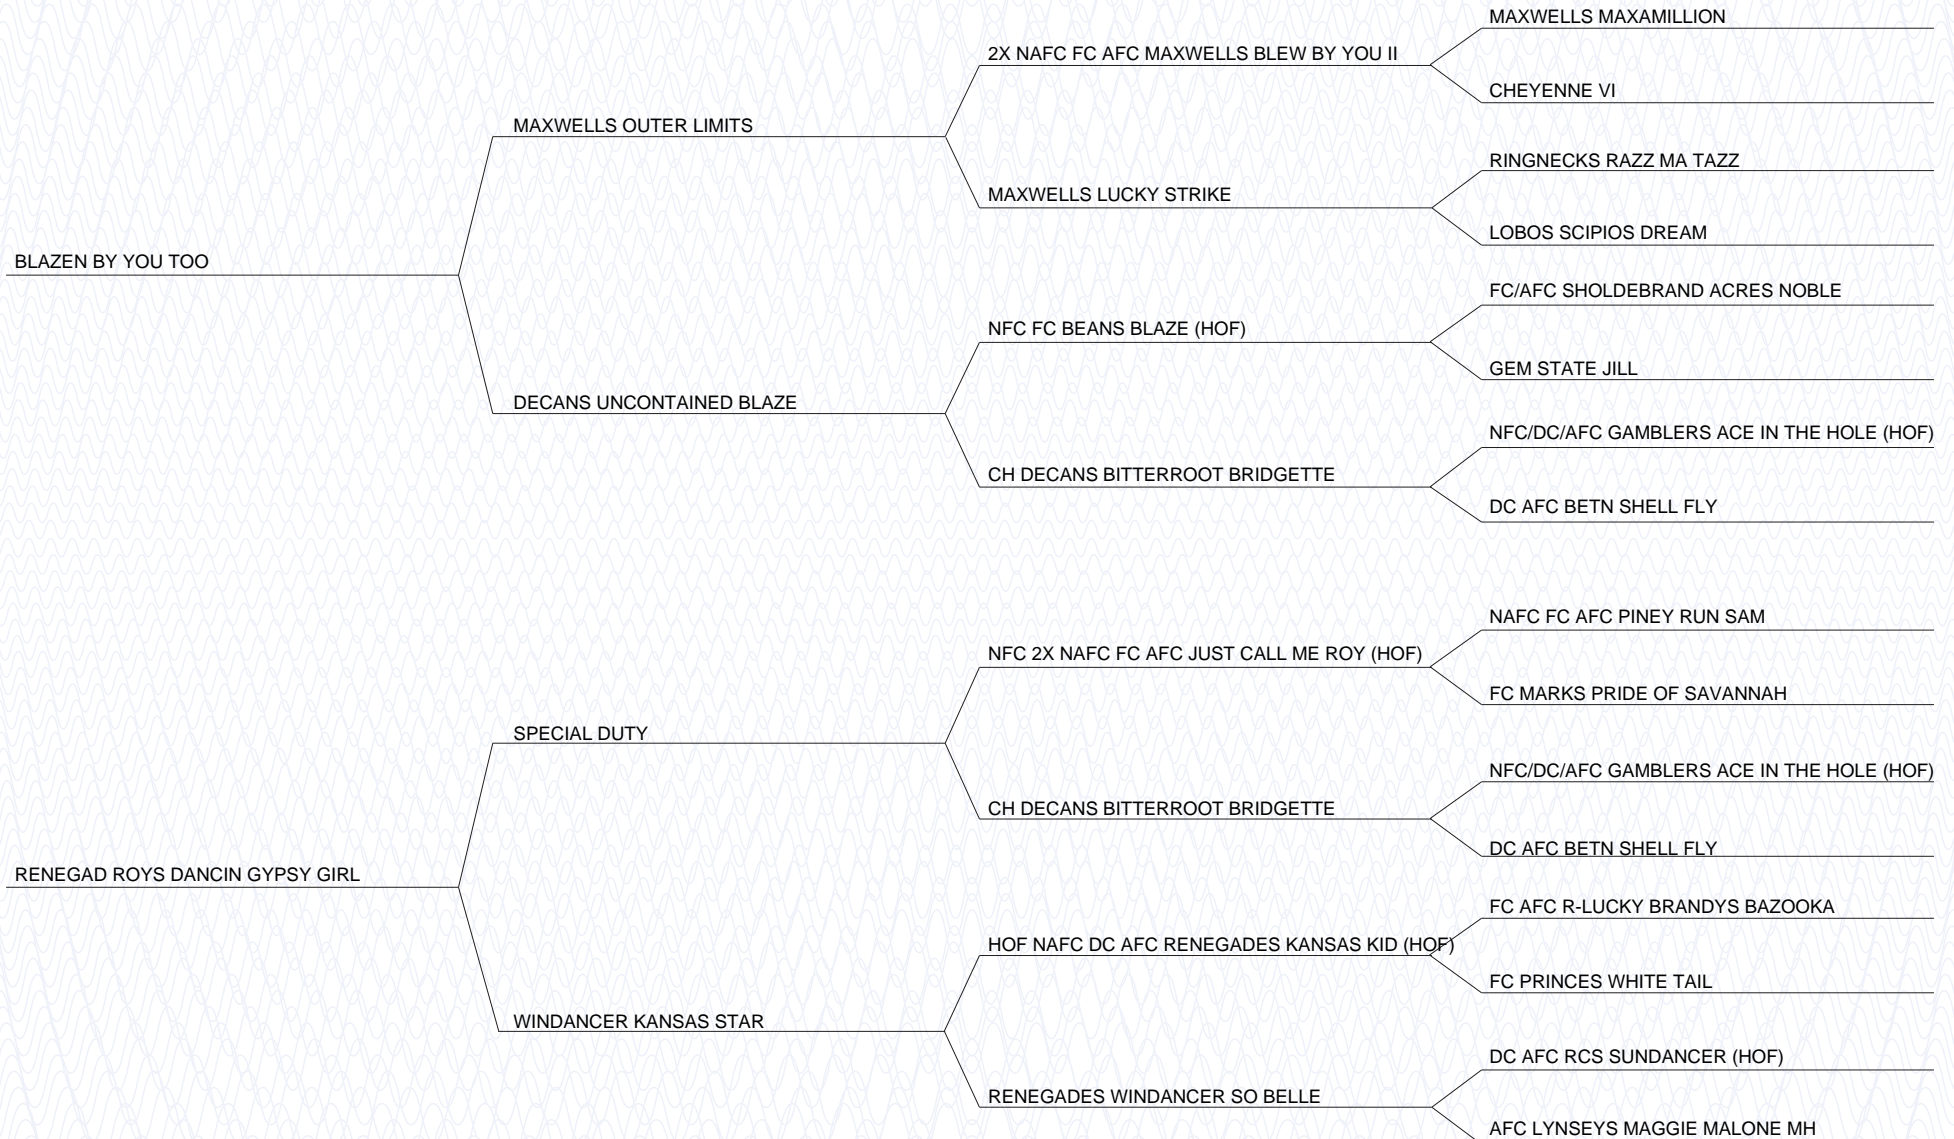 MAXWELLS MAXAMILLION
2X NAFC FC AFC MAXWELLS BLEW BY YOU II
CHEYENNE VI
MAXWELLS OUTER LIMITS
RINGNECKS RAZZ MA TAZZ
MAXWELLS LUCKY STRIKE
LOBOS SCIPIOS DREAM
BLAZEN BY YOU TOO
FC/AFC SHOLDEBRAND ACRES NOBLE
NFC FC BEANS BLAZE (HOF)
GEM STATE JILL
DECANS UNCONTAINED BLAZE
NFC/DC/AFC GAMBLERS ACE IN THE HOLE (HOF)
CH DECANS BITTERROOT BRIDGETTE
DC AFC BETN SHELL FLY
NAFC FC AFC PINEY RUN SAM
NFC 2X NAFC FC AFC JUST CALL ME ROY (HOF)
FC MARKS PRIDE OF SAVANNAH
SPECIAL DUTY
NFC/DC/AFC GAMBLERS ACE IN THE HOLE (HOF)
CH DECANS BITTERROOT BRIDGETTE
DC AFC BETN SHELL FLY
RENEGAD ROYS DANCIN GYPSY GIRL
FC AFC R-LUCKY BRANDYS BAZOOKA
HOF NAFC DC AFC RENEGADES KANSAS KID (HOF)
FC PRINCES WHITE TAIL
WINDANCER KANSAS STAR
DC AFC RCS SUNDANCER (HOF)
RENEGADES WINDANCER SO BELLE
AFC LYNSEYS MAGGIE MALONE MH